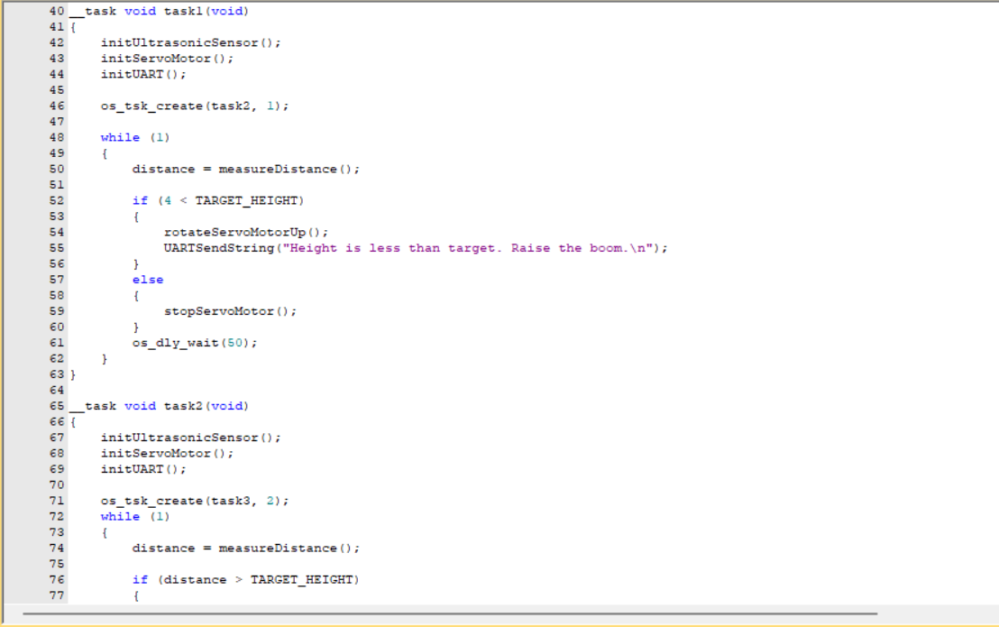 40 __task void task1(void)
41 {
42     initUltrasonicSensor();
43     initServoMotor();
44     initUART();
45
46     os_tsk_create(task2, 1);
47
48     while (1)
49     {
50         distance = measureDistance();
51
52         if (4 < TARGET_HEIGHT)
53         {
54             rotateServoMotorUp();
55             UARTSendString("Height is less than target. Raise the boom.\n");
56         }
57         else
58         {
59             stopServoMotor();
60         }
61         os_dly_wait(50);
62     }
63 }
64
65 __task void task2(void)
66 {
67     initUltrasonicSensor();
68     initServoMotor();
69     initUART();
70
71     os_tsk_create(task3, 2);
72     while (1)
73     {
74         distance = measureDistance();
75
76         if (distance > TARGET_HEIGHT)
77         {